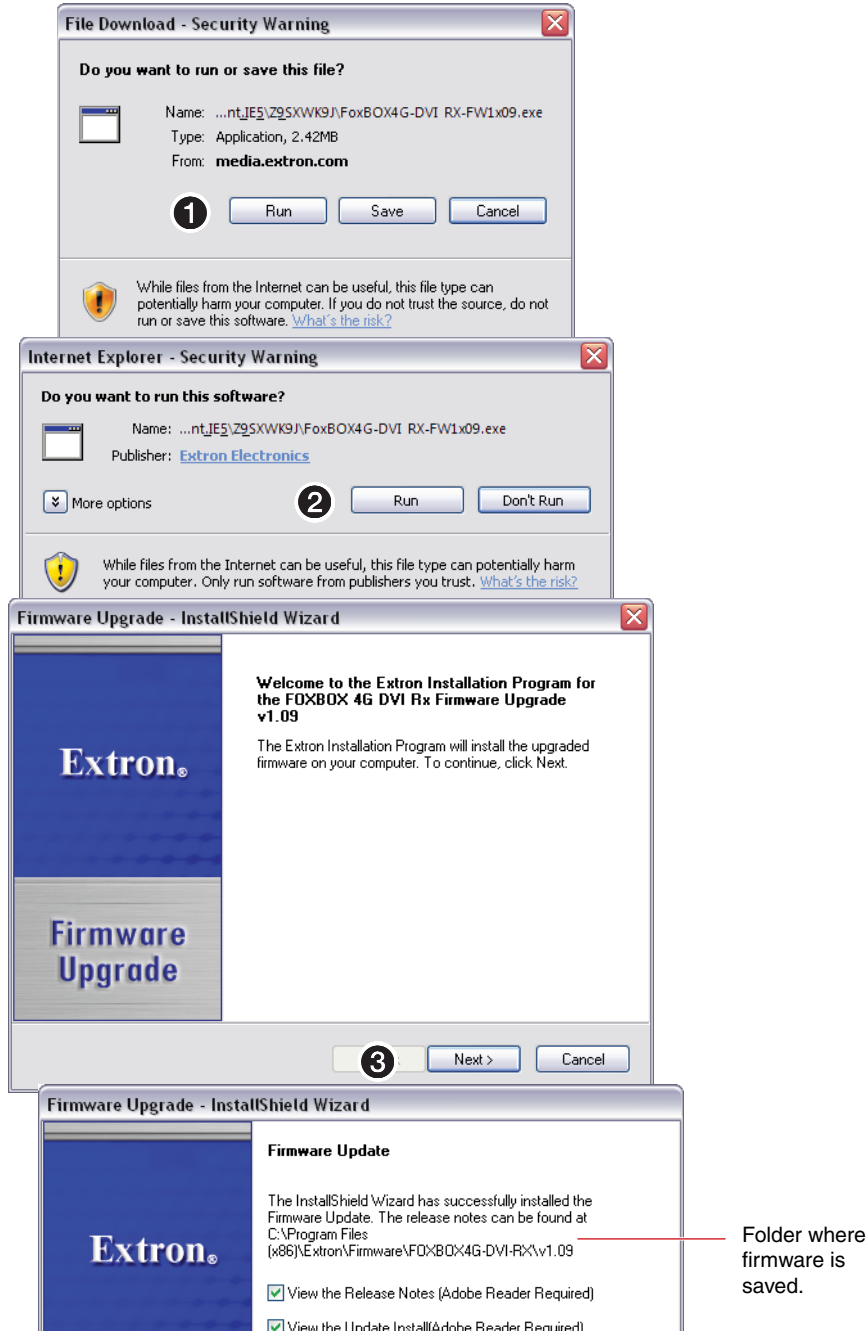 File Download - Security Warning
Do you want to run or save this file?
Name: ...nt.IE5\Z9SXWK9J\FoxBOX4G-DVI RX-FW1x09.exe
Type: Application, 2.42MB
From: media.extron.com
1 Run Save Cancel
While files from the Internet can be useful, this file type can
potentially harm your computer. If you do not trust the source, do not
run or save this software. What's the risk?
Internet Explorer - Security Warning
Do you want to run this software?
Name: ...nt.IE5\Z9SXWK9J\FoxBOX4G-DVI RX-FW1x09.exe
Publisher: Extron Electronics
More options 2 Run Don't Run
While files from the Internet can be useful, this file type can potentially harm
your computer. Only run software from publishers you trust. What's the risk?
Firmware Upgrade - InstallShield Wizard
Welcome to the Extron Installation Program for
the FOXBOX 4G DVI Rx Firmware Upgrade
v1.09
The Extron Installation Program will install the upgraded
firmware on your computer. To continue, click Next.
Extron®
Firmware
Upgrade
3 Next > Cancel
Firmware Upgrade - InstallShield Wizard
Firmware Update
The InstallShield Wizard has successfully installed the
Firmware Update. The release notes can be found at
C:\Program Files
(x86)\Extron\Firmware\FOXBOX4G-DVI-RX\v1.09
Extron®
Folder where
firmware is
saved.
View the Release Notes (Adobe Reader Required)
View the Update Install(Adobe Reader Required)